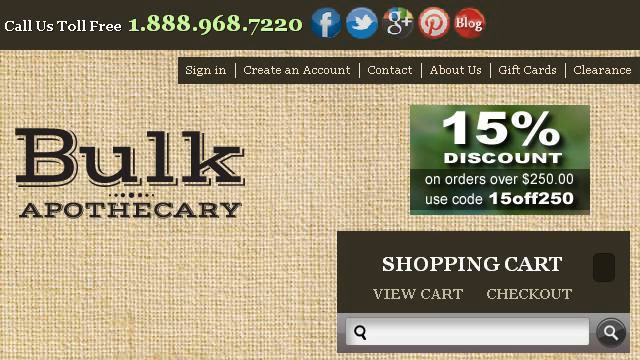 Call Us Toll Free 1.888.968.7220 Blog
Sign in Create an Account Contact About Us Gift Cards Clearance
15%
DISCOUNT
on orders over $250.00
use code 15off250
Bulk
APOTHECARY
SHOPPING CART
VIEW CART CHECKOUT